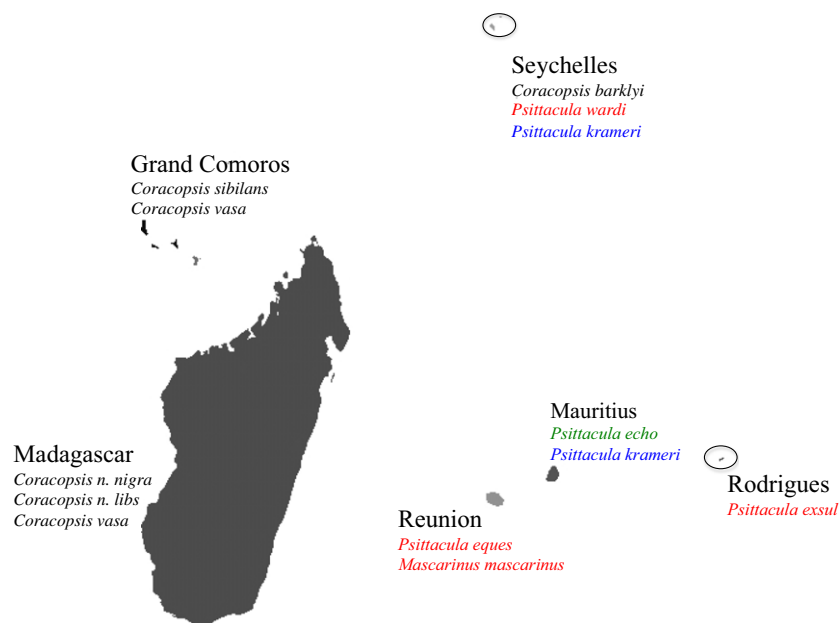 Seychelles
Coracopsis barklyi
Psittacula wardi
Psittacula krameri
Grand Comoros
Coracopsis sibilans
Coracopsis vasa
Mauritius
Psittacula echo
Psittacula krameri
Madagascar
Coracopsis n. nigra
Coracopsis n. libs
Coracopsis vasa
Rodrigues
Psittacula exsul
Reunion
Psittacula eques
Mascarinus mascarinus